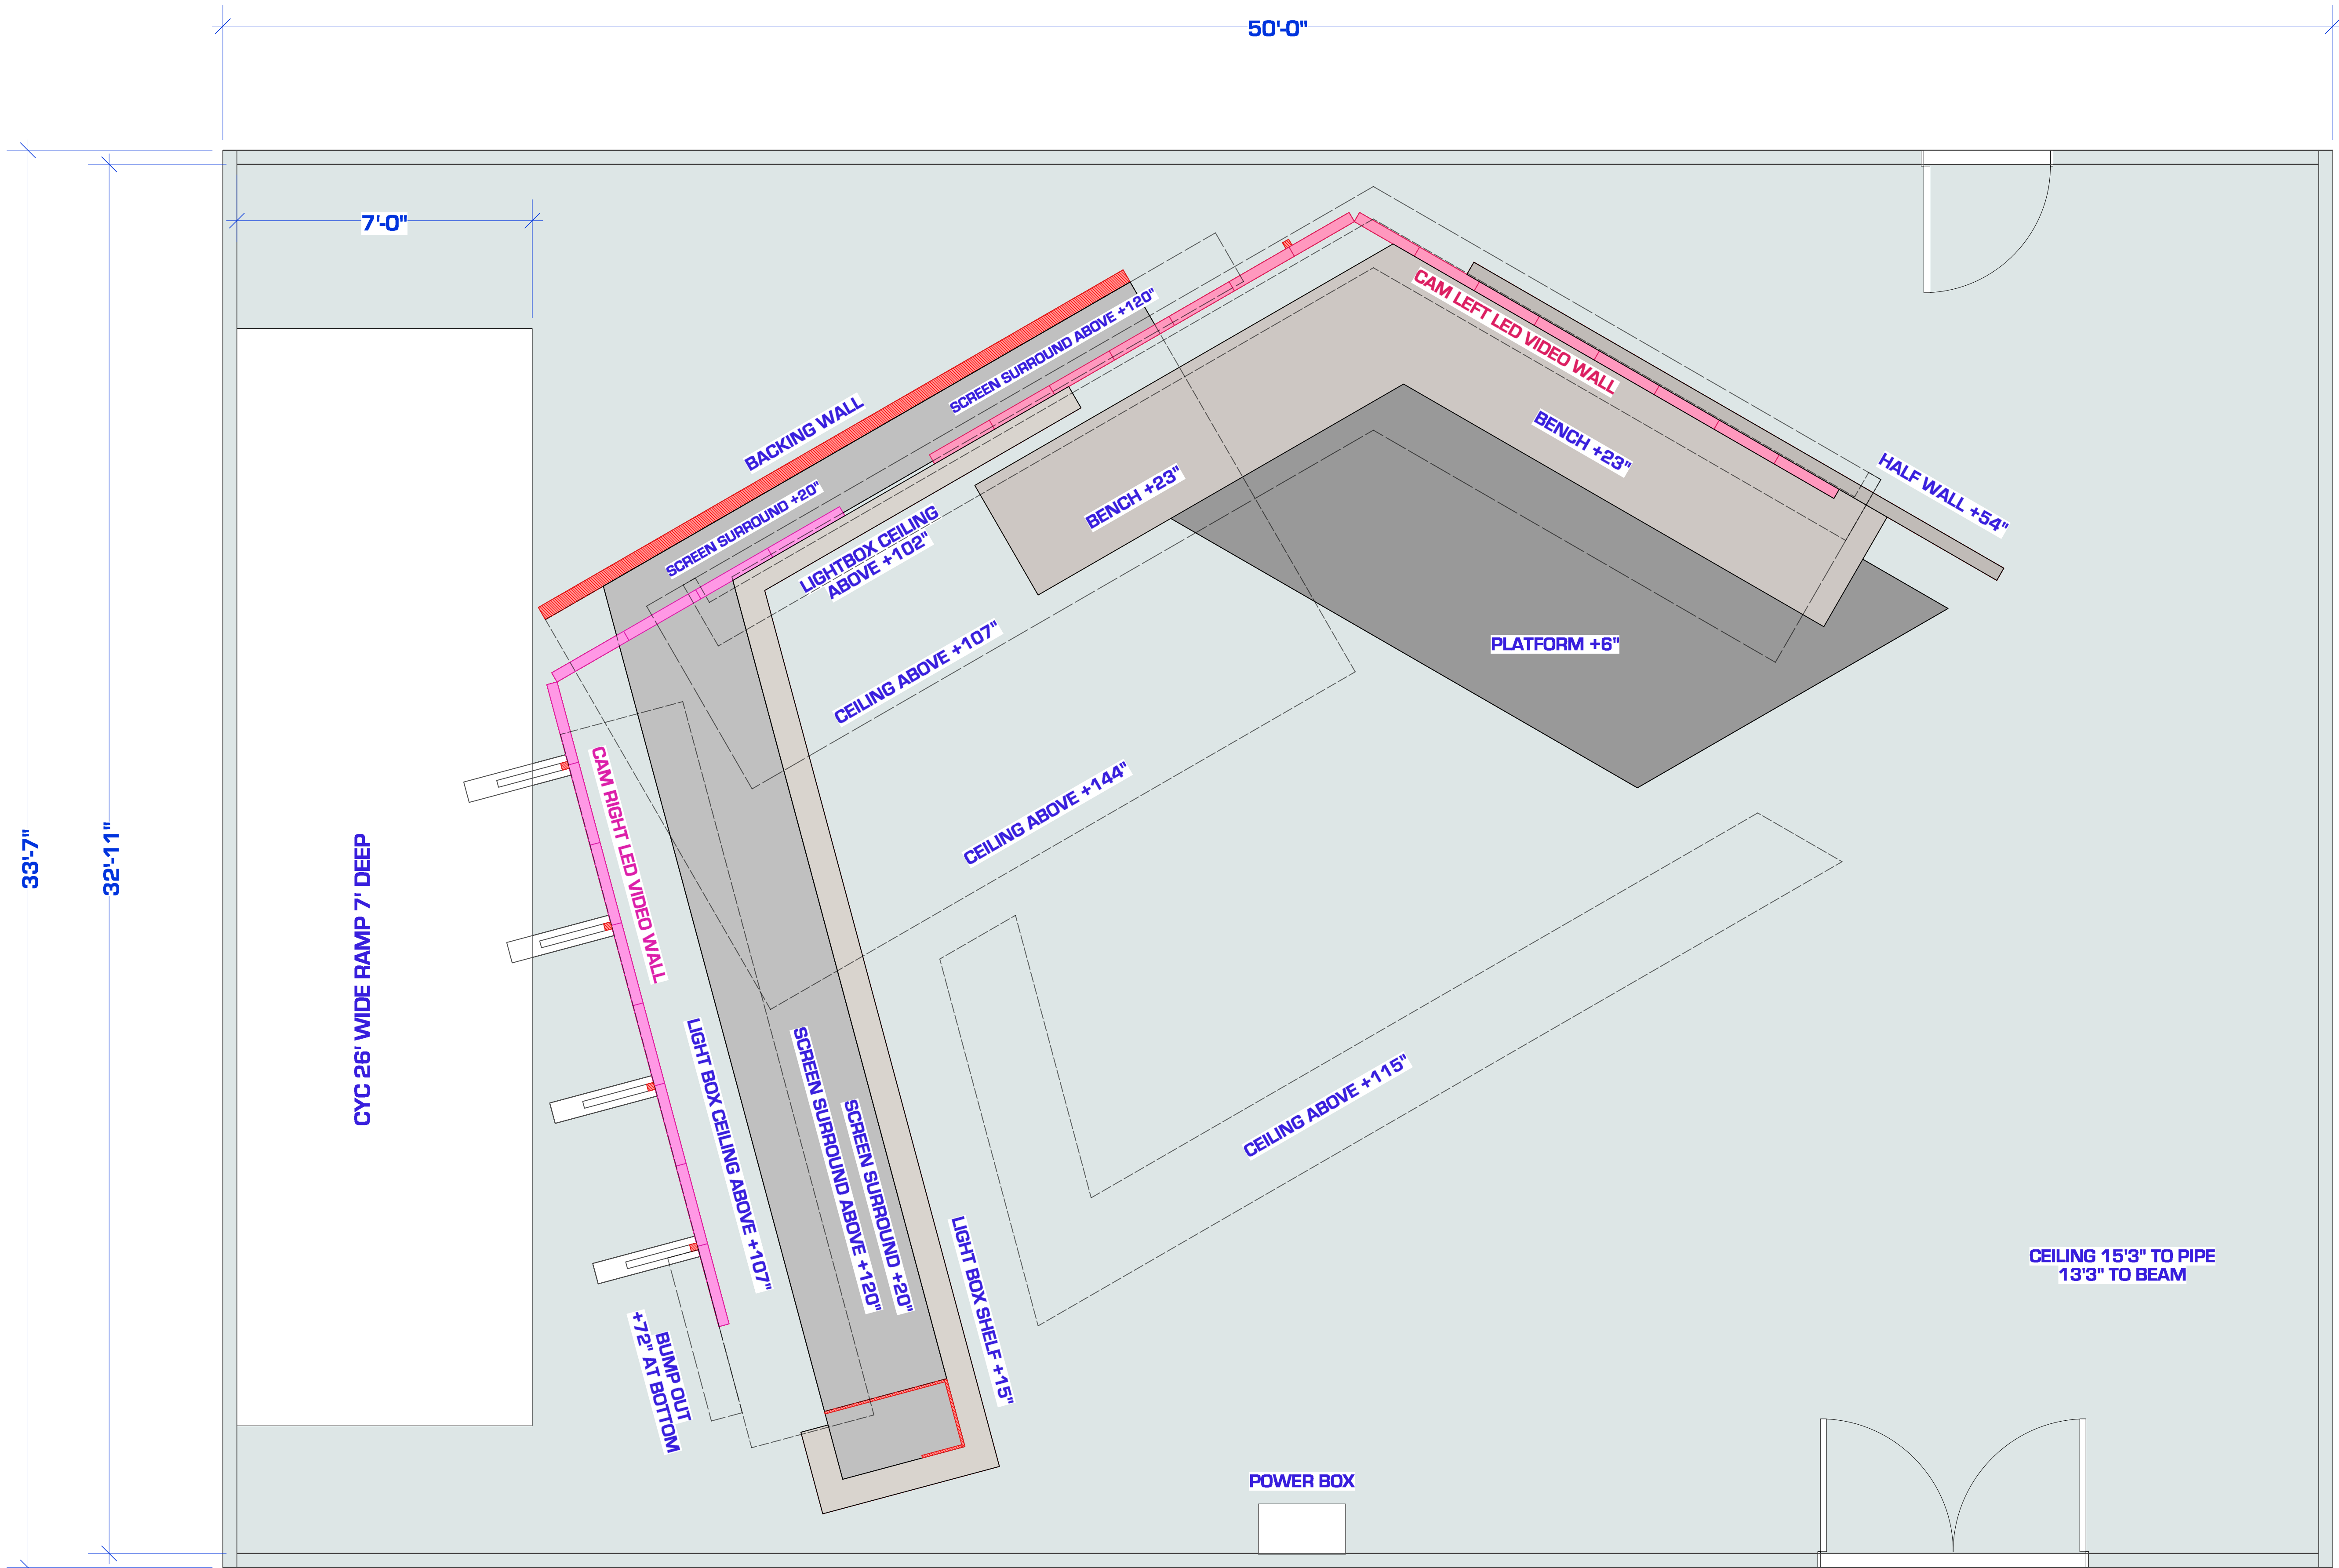 50'-0"
7'-0"
33'-7"
32'-11"
CYC 26' WIDE RAMP 7' DEEP
BACKING WALL
SCREEN SURROUND ABOVE +120"
SCREEN SURROUND +20"
LIGHTBOX CEILING
ABOVE +102"
CAM LEFT LED VIDEO WALL
BENCH +23"
BENCH +23"
HALF WALL +54"
PLATFORM +6"
CEILING ABOVE +107"
CEILING ABOVE +144"
CEILING ABOVE +115"
CAM RIGHT LED VIDEO WALL
LIGHT BOX CEILING ABOVE +107"
SCREEN SURROUND ABOVE +120"
SCREEN SURROUND +20"
LIGHT BOX SHELF +15"
BUMP OUT
+72" AT BOTTOM
CEILING 15'3" TO PIPE
13'3" TO BEAM
POWER BOX